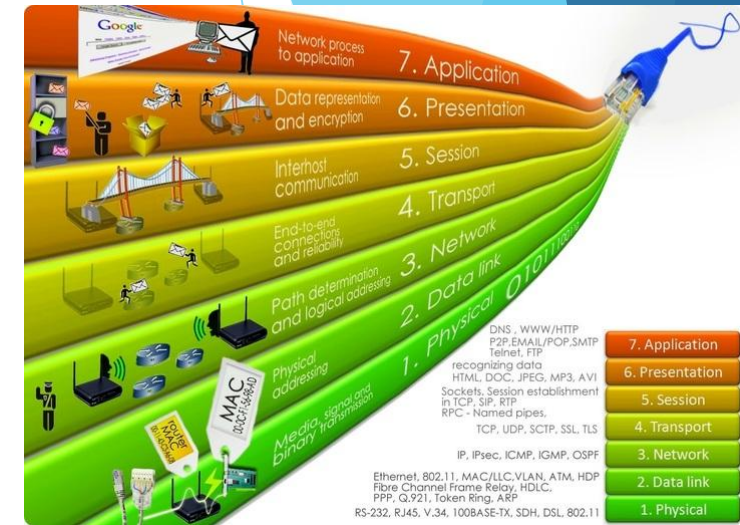 Google
Network process
to application
7. Application
Data representation
and encryption
6. Presentation
Interhost
communication
5. Session
End-to-end
connections
and reliability
4. Transport
Path determination
and logical addressing
3. Network
Physical
addressing
2. Data link
Media, signal and
binary transmission
1. Physical
MAC
router
MAC
DNS , WWW/HTTP
P2P,EMAIL/POP,SMTP
Telnet, FTP
7. Application
recognizing data
HTML, DOC, JPEG, MP3, AVI
6. Presentation
Sockets, Session establishment
in TCP, SIP, RTP
RPC - Named pipes,
5. Session
TCP, UDP, SCTP, SSL, TLS
4. Transport
IP, IPsec, ICMP, IGMP, OSPF
3. Network
Ethernet, 802.11, MAC/LLC,VLAN, ATM, HDP
Fibre Channel Frame Relay, HDLC,
PPP, Q.921, Token Ring, ARP
2. Data link
RS-232, RJ45, V.34, 100BASE-TX, SDH, DSL, 802.11
1. Physical